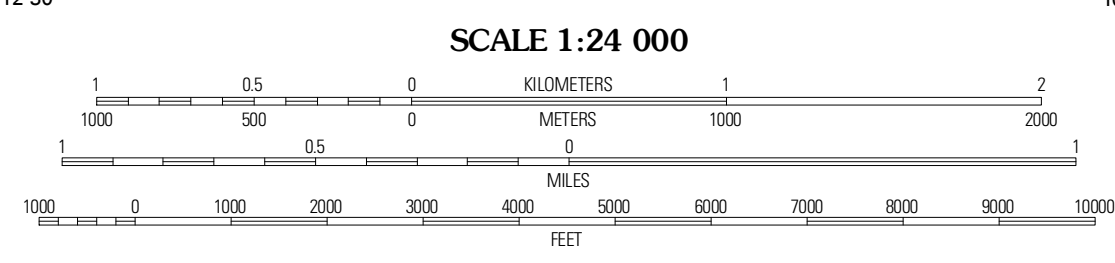 SCALE 1:24 000
1 0.5 0 KILOMETERS 1 2
1000 500 0 METERS 1000 2000
1 0.5 0 1
MILES
1000 0 1000 2000 3000 4000 5000 6000 7000 8000 9000 10000
FEET